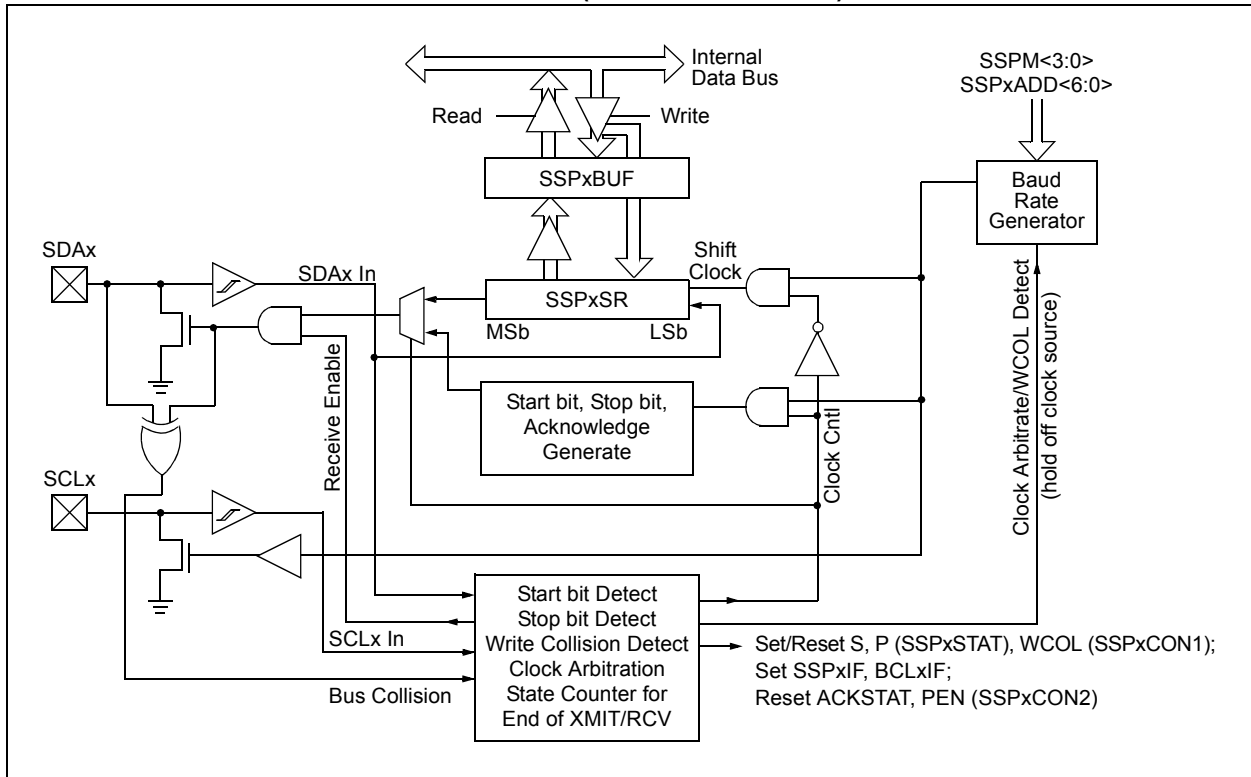 Internal
Data Bus
SSPM<3:0>
SSPxADD<6:0>
Read
Write
SSPxBUF
Baud
Rate
Generator
SDAx
SDAx In
Shift
Clock
SSPxSR
MSb
LSb
Start bit, Stop bit,
Acknowledge
Generate
Receive Enable
Clock Cntl
Clock Arbitrate/WCOL Detect
(hold off clock source)
SCLx
SCLx In
Bus Collision
Start bit Detect
Stop bit Detect
Write Collision Detect
Clock Arbitration
State Counter for
End of XMIT/RCV
Set/Reset S, P (SSPxSTAT), WCOL (SSPxCON1);
Set SSPxIF, BCLxIF;
Reset ACKSTAT, PEN (SSPxCON2)